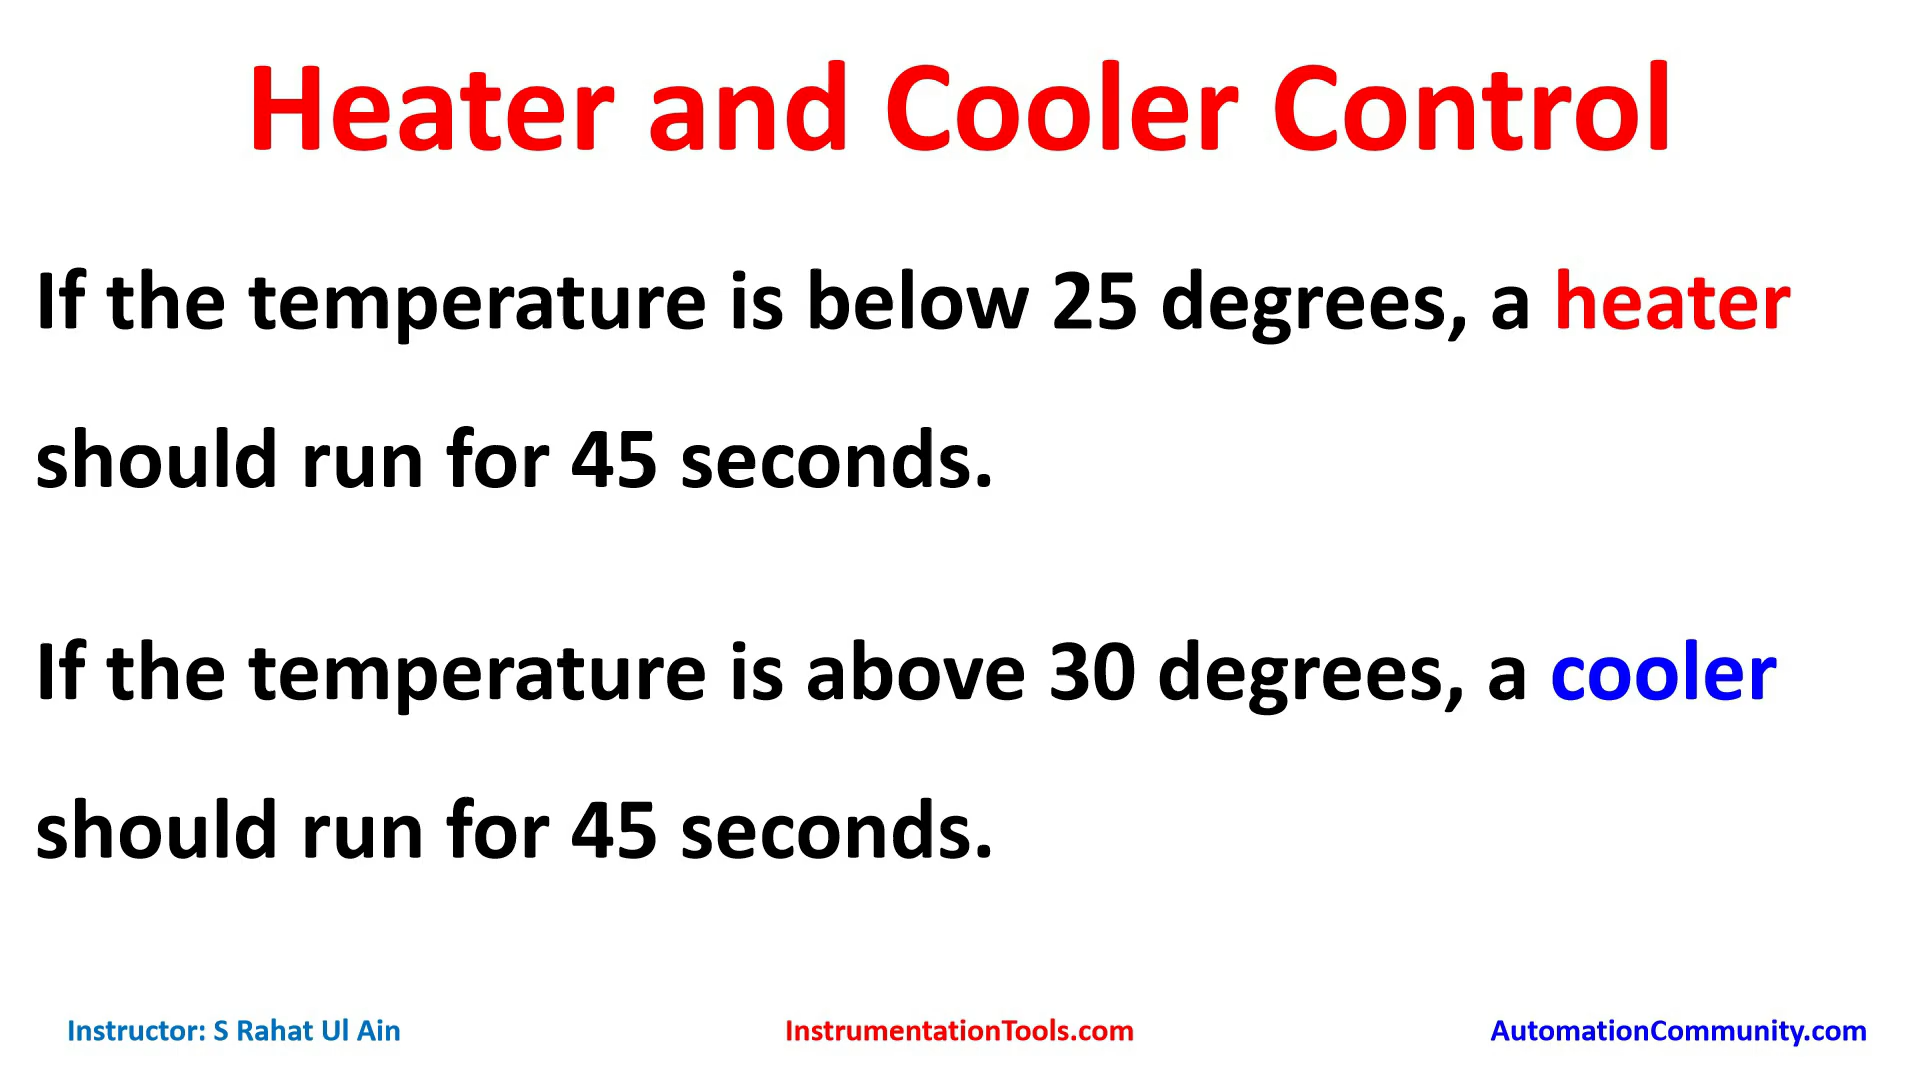 Heater and Cooler Control
If the temperature is below 25 degrees, a heater
should run for 45 seconds.
If the temperature is above 30 degrees, a cooler
should run for 45 seconds.
Instructor: S Rahat Ul Ain
InstrumentationTools.com
AutomationCommunity.com